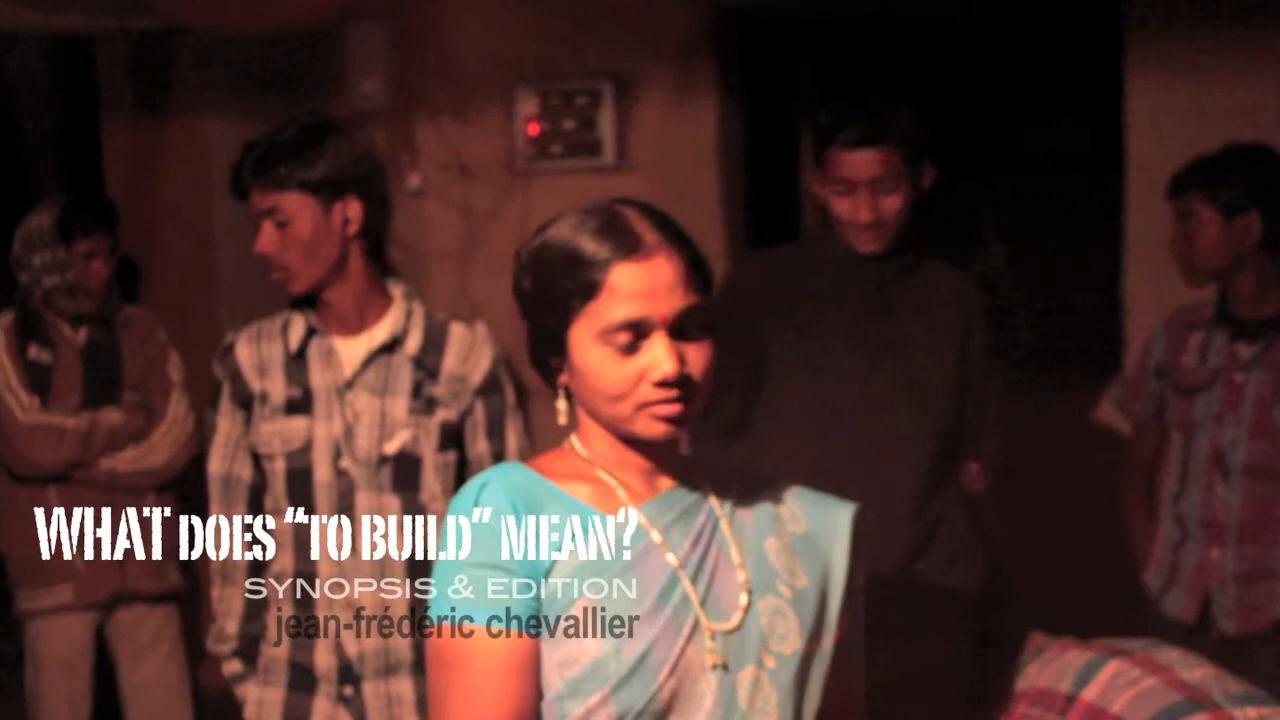 WHAT DOES “TO BUILD” MEAN?
SYNOPSIS & EDITION
jean-frédéric chevallier